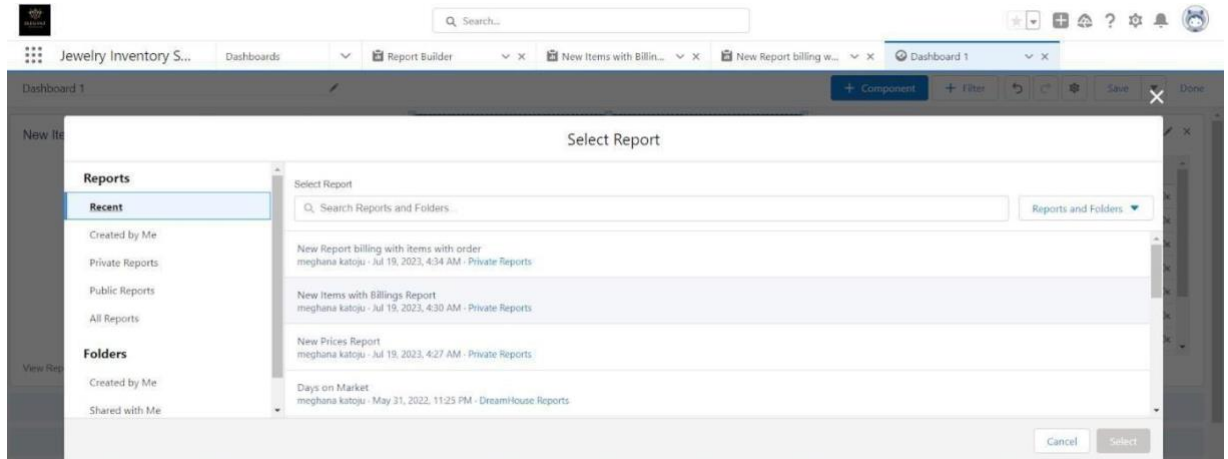 Search...
Jewelry Inventory S...
Dashboards
Report Builder
New Items with Billin...
New Report billing w...
Dashboard 1
Dashboard 1
+ Component
+ Filter
Save
Done
New Ite
Select Report
Reports
Recent
Created by Me
Private Reports
Public Reports
All Reports
Folders
Created by Me
Shared with Me
Select Report
Search Reports and Folders...
Reports and Folders
New Report billing with items with order
meghana katoju - Jul 19, 2023, 4:34 AM - Private Reports
New Items with Billings Report
meghana katoju - Jul 19, 2023, 4:30 AM - Private Reports
New Prices Report
meghana katoju - Jul 19, 2023, 4:27 AM - Private Reports
Days on Market
meghana katoju - May 31, 2022, 11:25 PM - DreamHouse Reports
View Rep
Cancel
Select